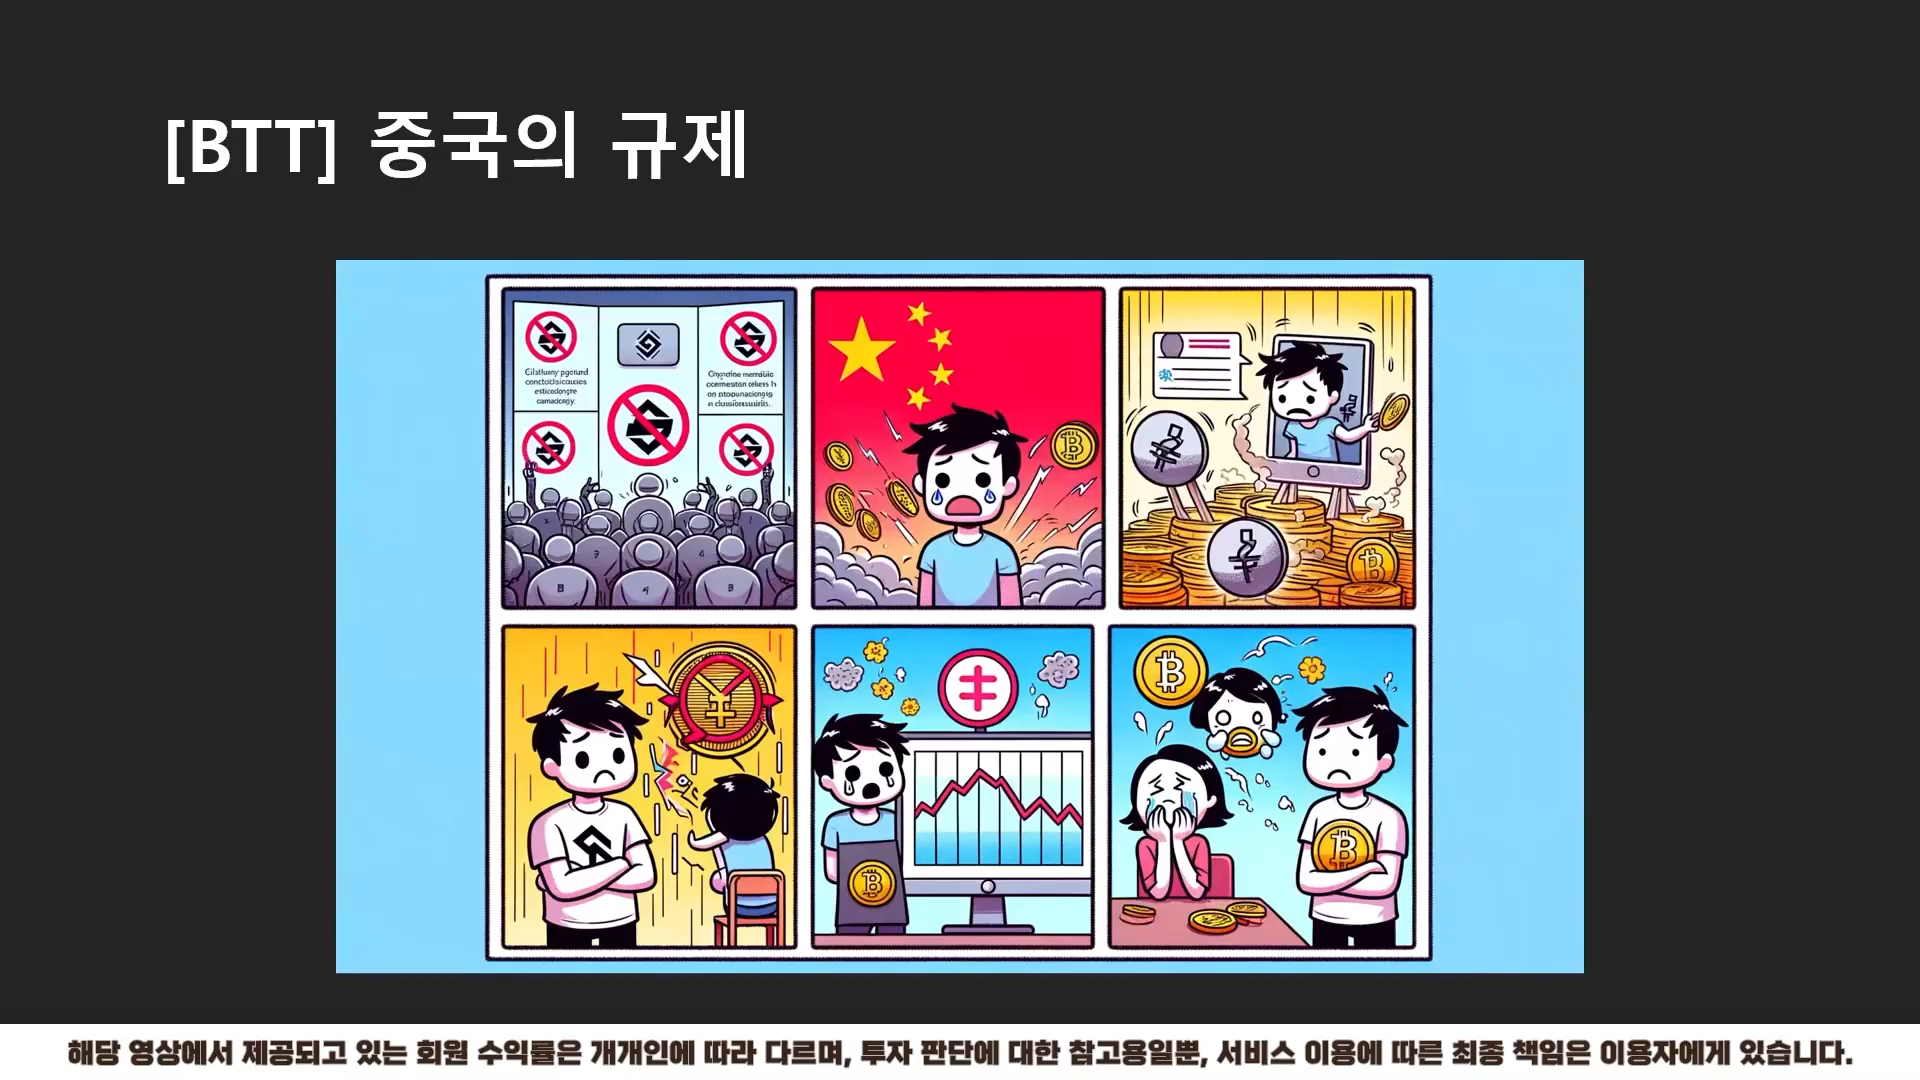 [BTT] 중국의 규제
해당 영상에서 제공되고 있는 회원 수익률은 개개인에 따라 다르며, 투자 판단에 대한 참고용일뿐, 서비스 이용에 따른 최종 책임은 이용자에게 있습니다.